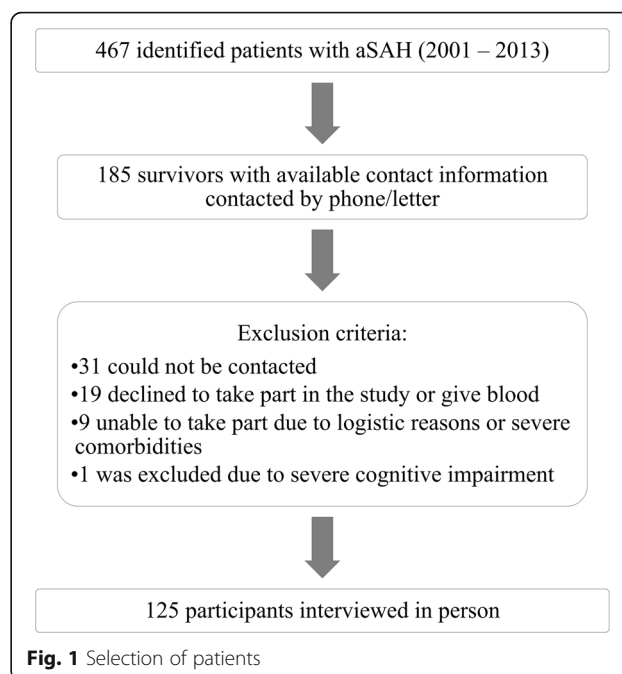 467 identified patients with aSAH (2001 – 2013)
185 survivors with available contact information
contacted by phone/letter
Exclusion criteria:
•31 could not be contacted
•19 declined to take part in the study or give blood
•9 unable to take part due to logistic reasons or severe
comorbidities
•1 was excluded due to severe cognitive impairment
125 participants interviewed in person
Fig. 1 Selection of patients